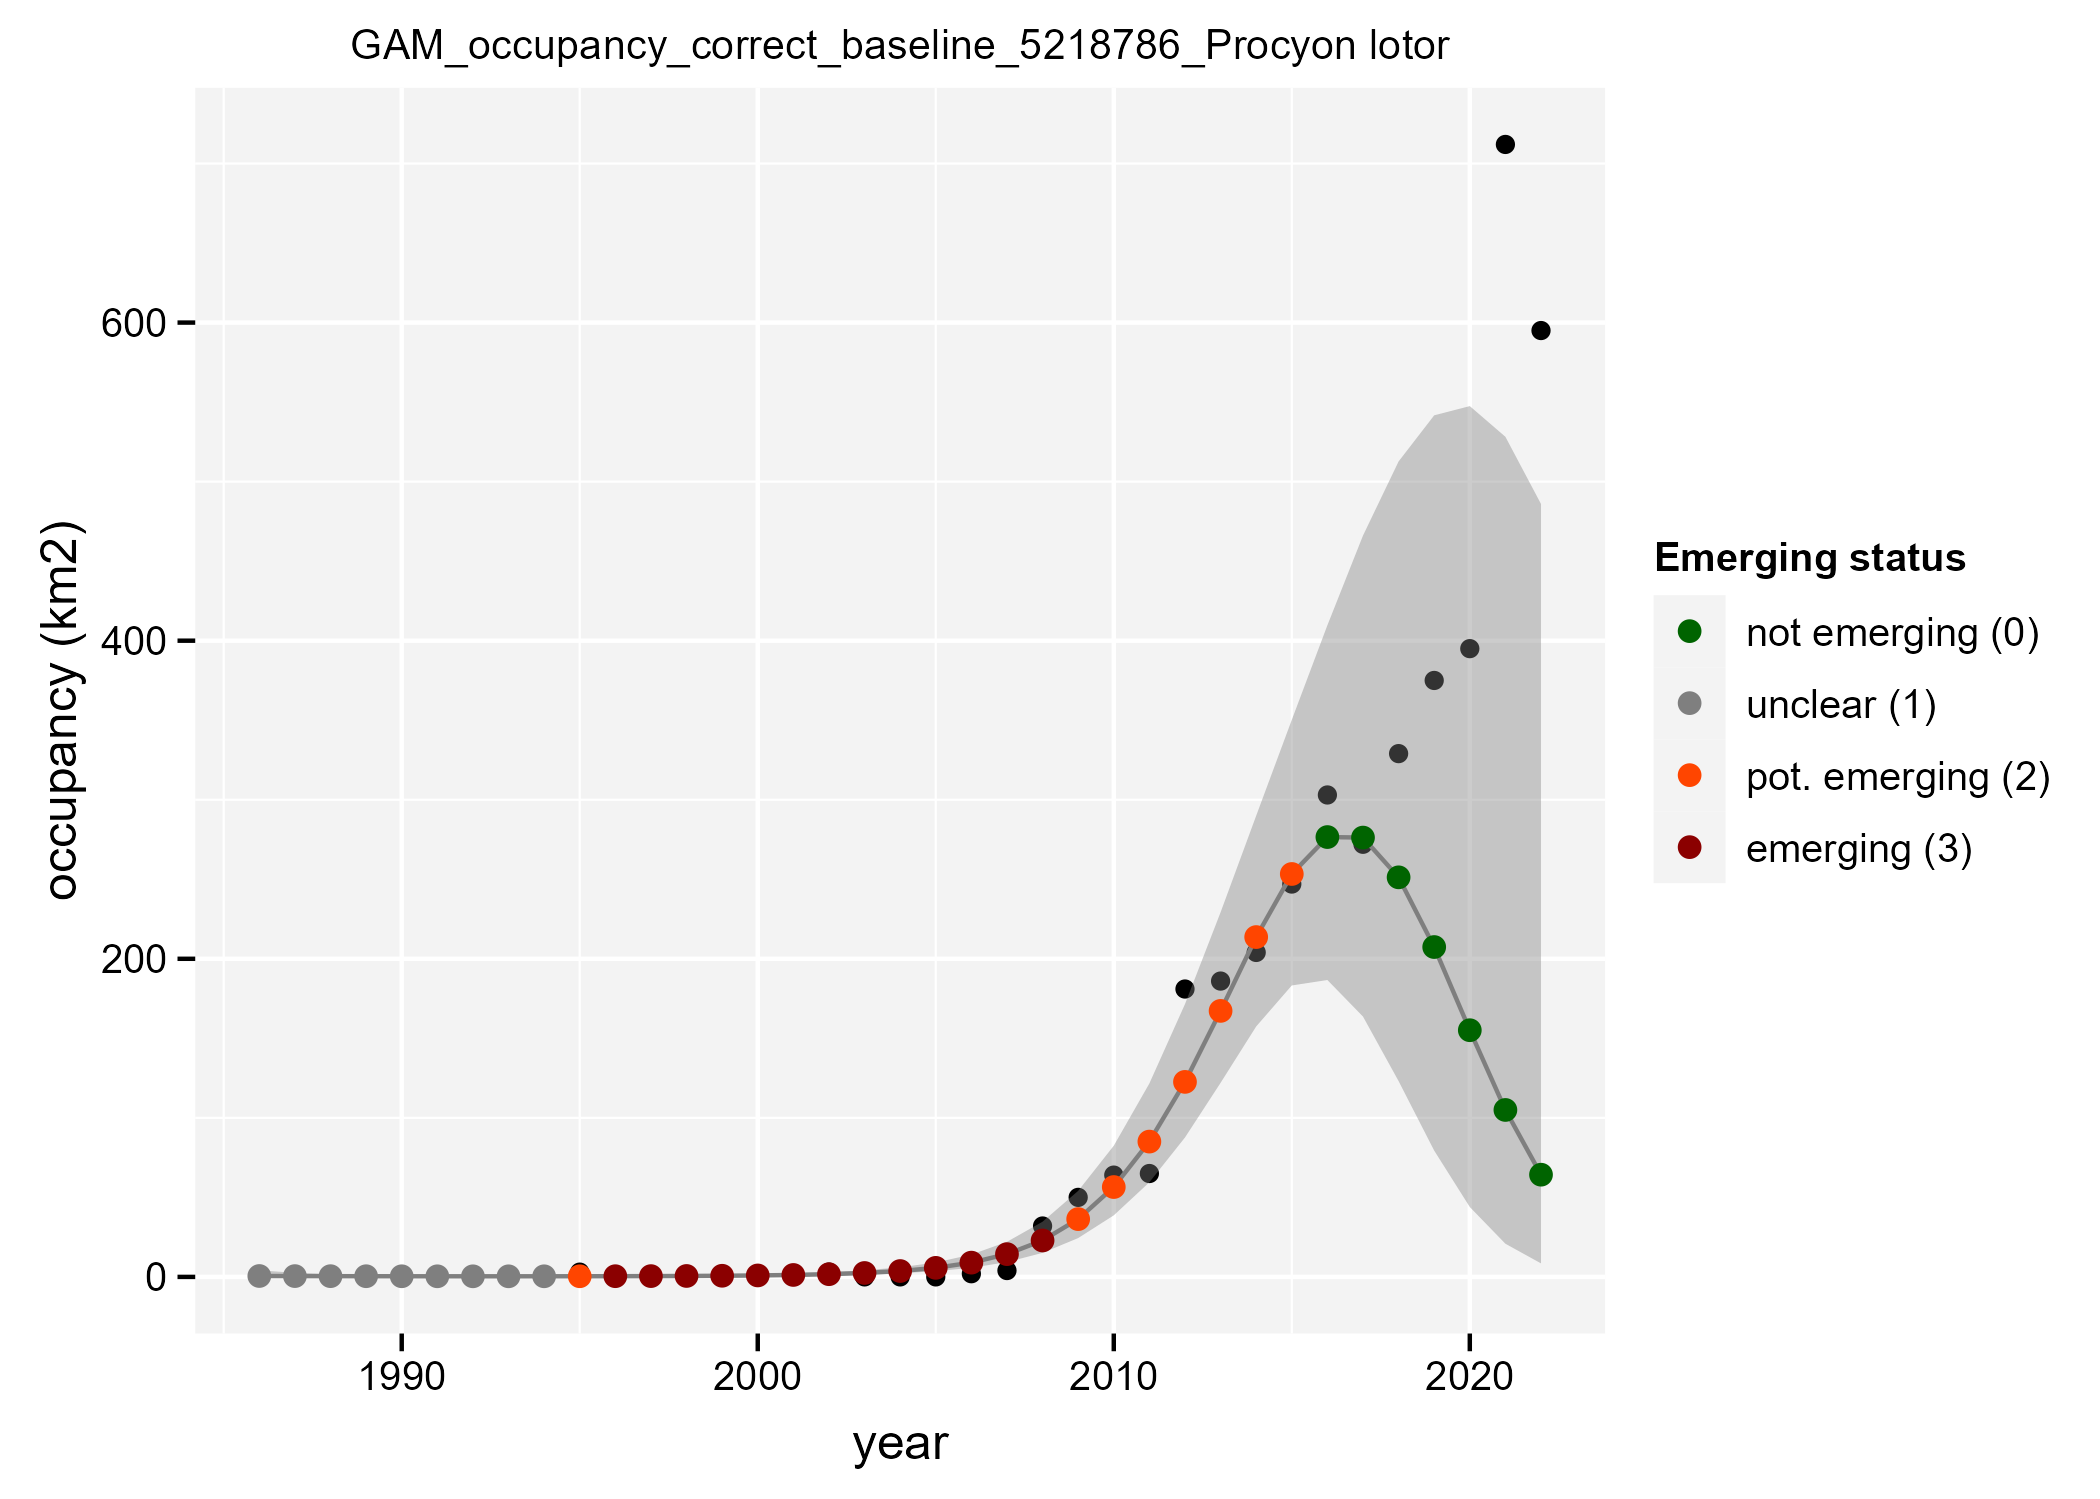 GAM_occupancy_correct_baseline_5218786_Procyon lotor
occupancy (km2)
600
400
200
0
1990
2000
2010
2020
year
Emerging status
not emerging (0)
unclear (1)
pot. emerging (2)
emerging (3)